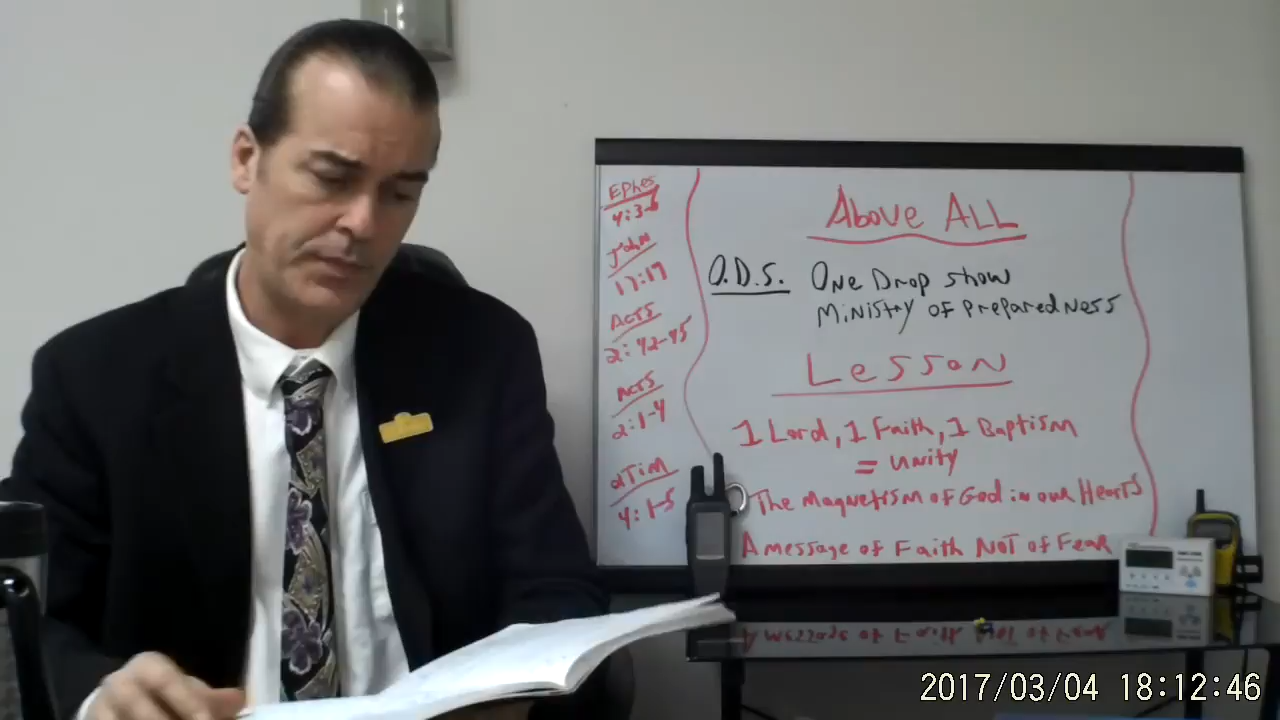 Ephes
4:3-6
John
17:17
ACTS
2:42-45
ACTS
2:1-4
2Tim
4:1-5
Above ALL
O.D.S. One Drop show
Ministry of Preparedness
Lesson
1 Lord, 1 Faith, 1 Baptism
= unity
The magnetism of God in our Hearts
A message of Faith Not of Fear
2017/03/04 18:12:46